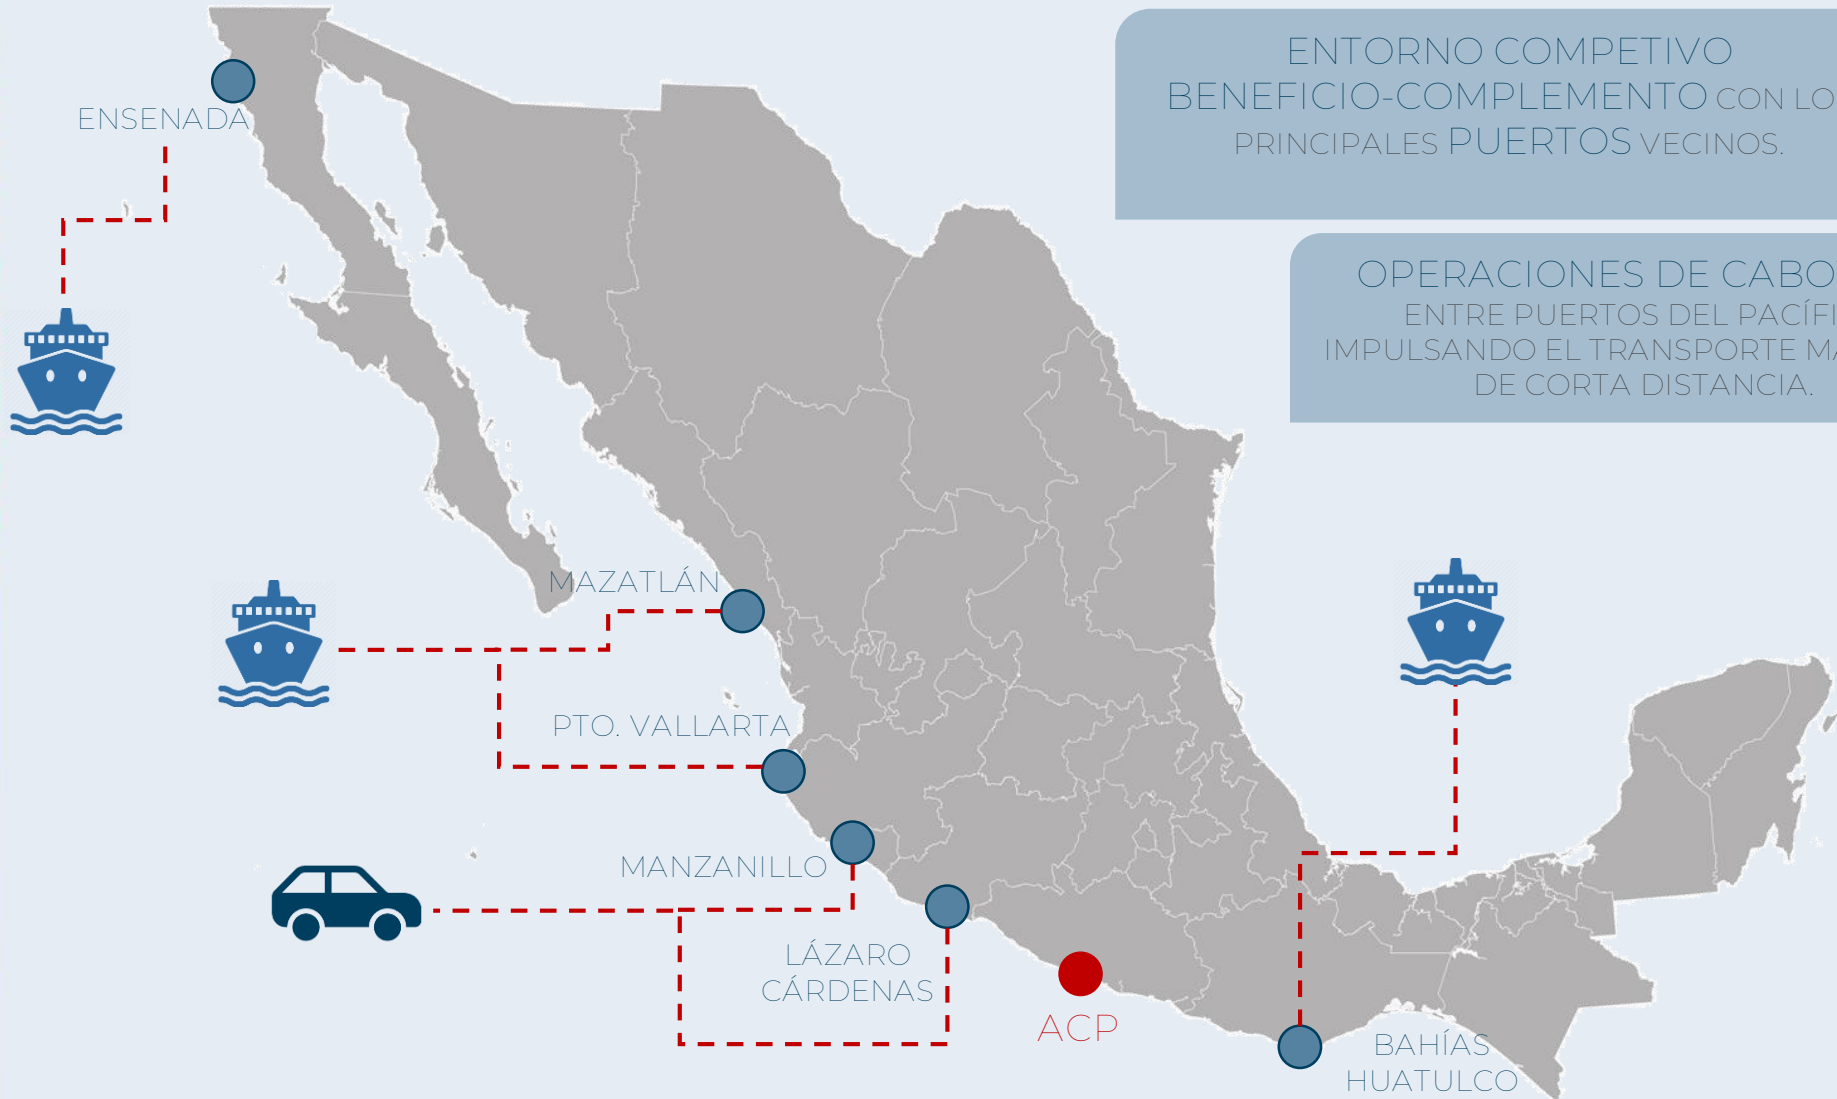 ENTORNO COMPETIVO
BENEFICIO-COMPLEMENTO CON LO
PRINCIPALES PUERTOS VECINOS.
OPERACIONES DE CABO
ENTRE PUERTOS DEL PACÍFI
IMPULSANDO EL TRANSPORTE MA
DE CORTA DISTANCIA.
ENSENADA
MAZATLÁN
PTO. VALLARTA
MANZANILLO
LÁZARO
CÁRDENAS
ACP
BAHÍAS
HUATULCO